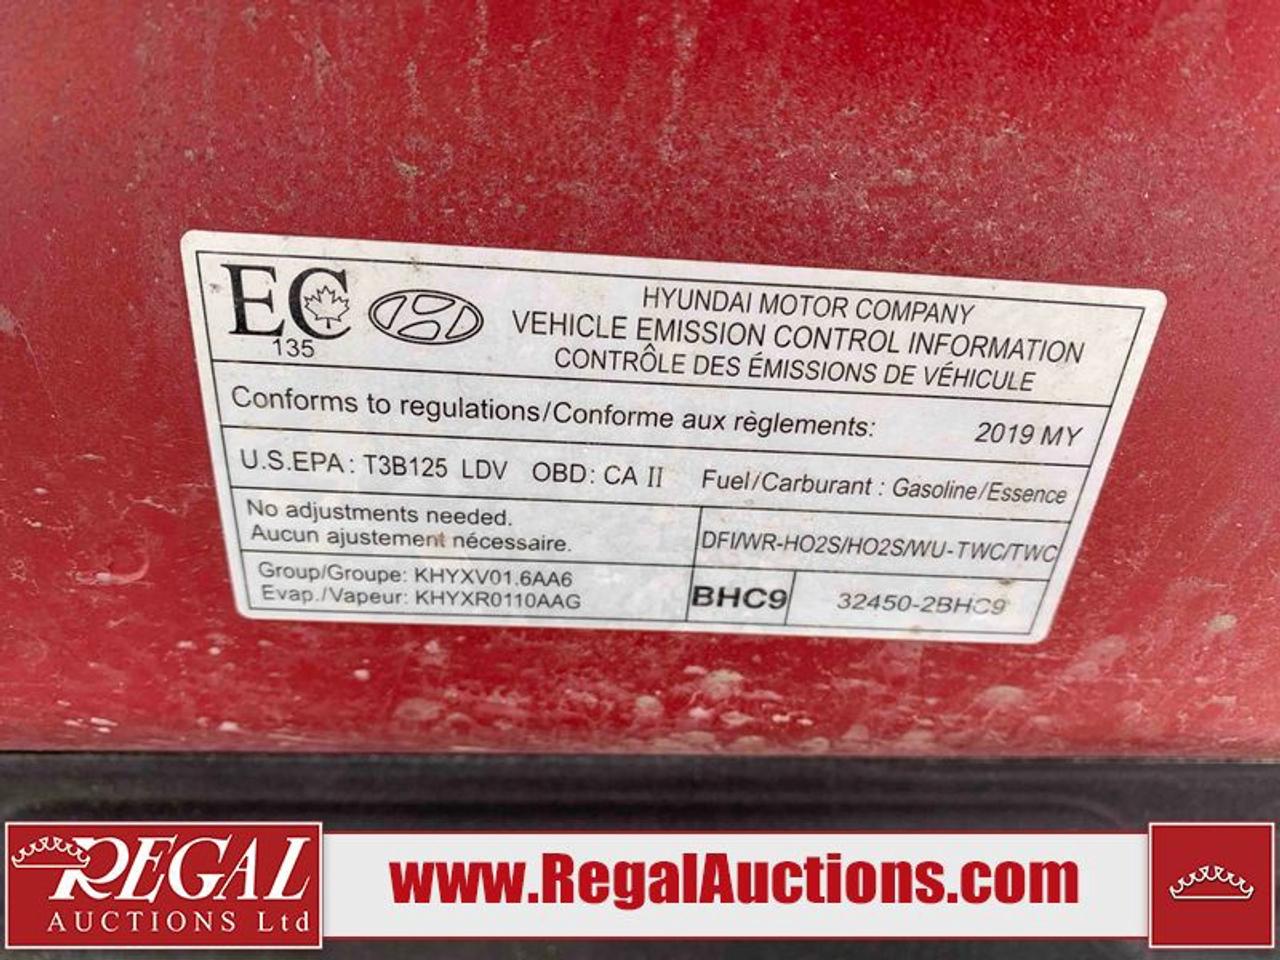 EC
135
HYUNDAI MOTOR COMPANY
VEHICLE EMISSION CONTROL INFORMATION
CONTRÔLE DES ÉMISSIONS DE VÉHICULE
Conforms to regulations/Conforme aux règlements: 2019 MY
U.S.EPA: T3B125 LDV OBD: CA II Fuel/Carburant : Gasoline/Essence
No adjustments needed.
Aucun ajustement nécessaire.
DFI/WR-HO2S/HO2S/WU-TWC/TWC
Group/Groupe: KHYXV01.6AA6
Evap./Vapeur: KHYXR0110AAG
BHC9
32450-2BHC9
REGAL
AUCTIONS Ltd
www.RegalAuctions.com